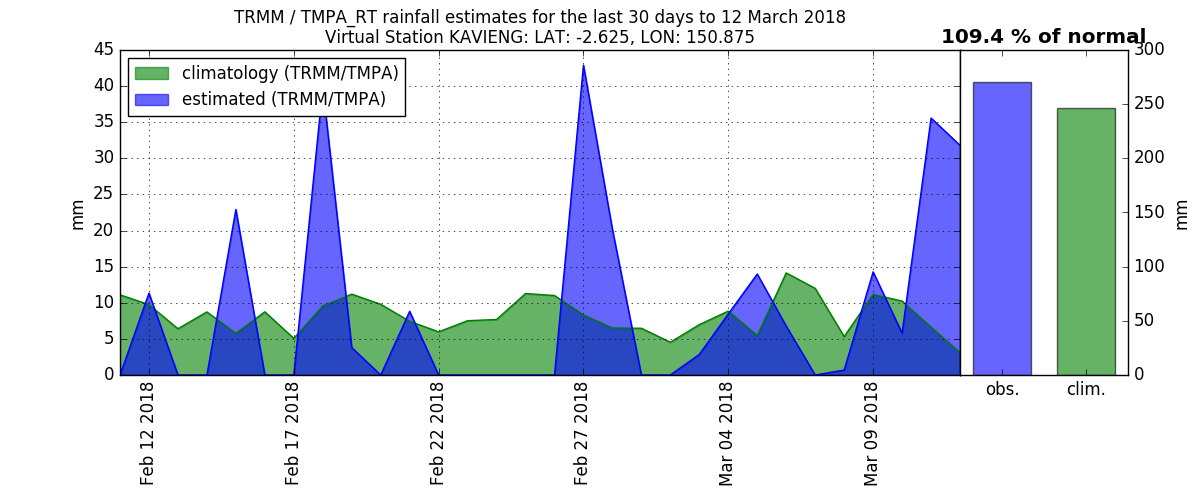 TRMM / TMPA_RT rainfall estimates for the last 30 days to 12 March 2018
Virtual Station KAVIENG: LAT: -2.625, LON: 150.875
109.4 % of normal
climatology (TRMM/TMPA)
estimated (TRMM/TMPA)
mm
45
40
35
30
25
20
15
10
5
0
Feb 12 2018
Feb 17 2018
Feb 22 2018
Feb 27 2018
Mar 04 2018
Mar 09 2018
300
250
200
150
100
50
0
mm
obs.
clim.